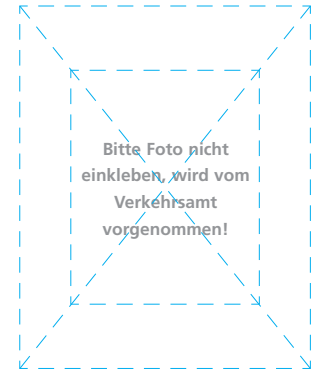 Bitte Foto nicht
einkleben, wird vom
Verkehrsamt
vorgenommen!